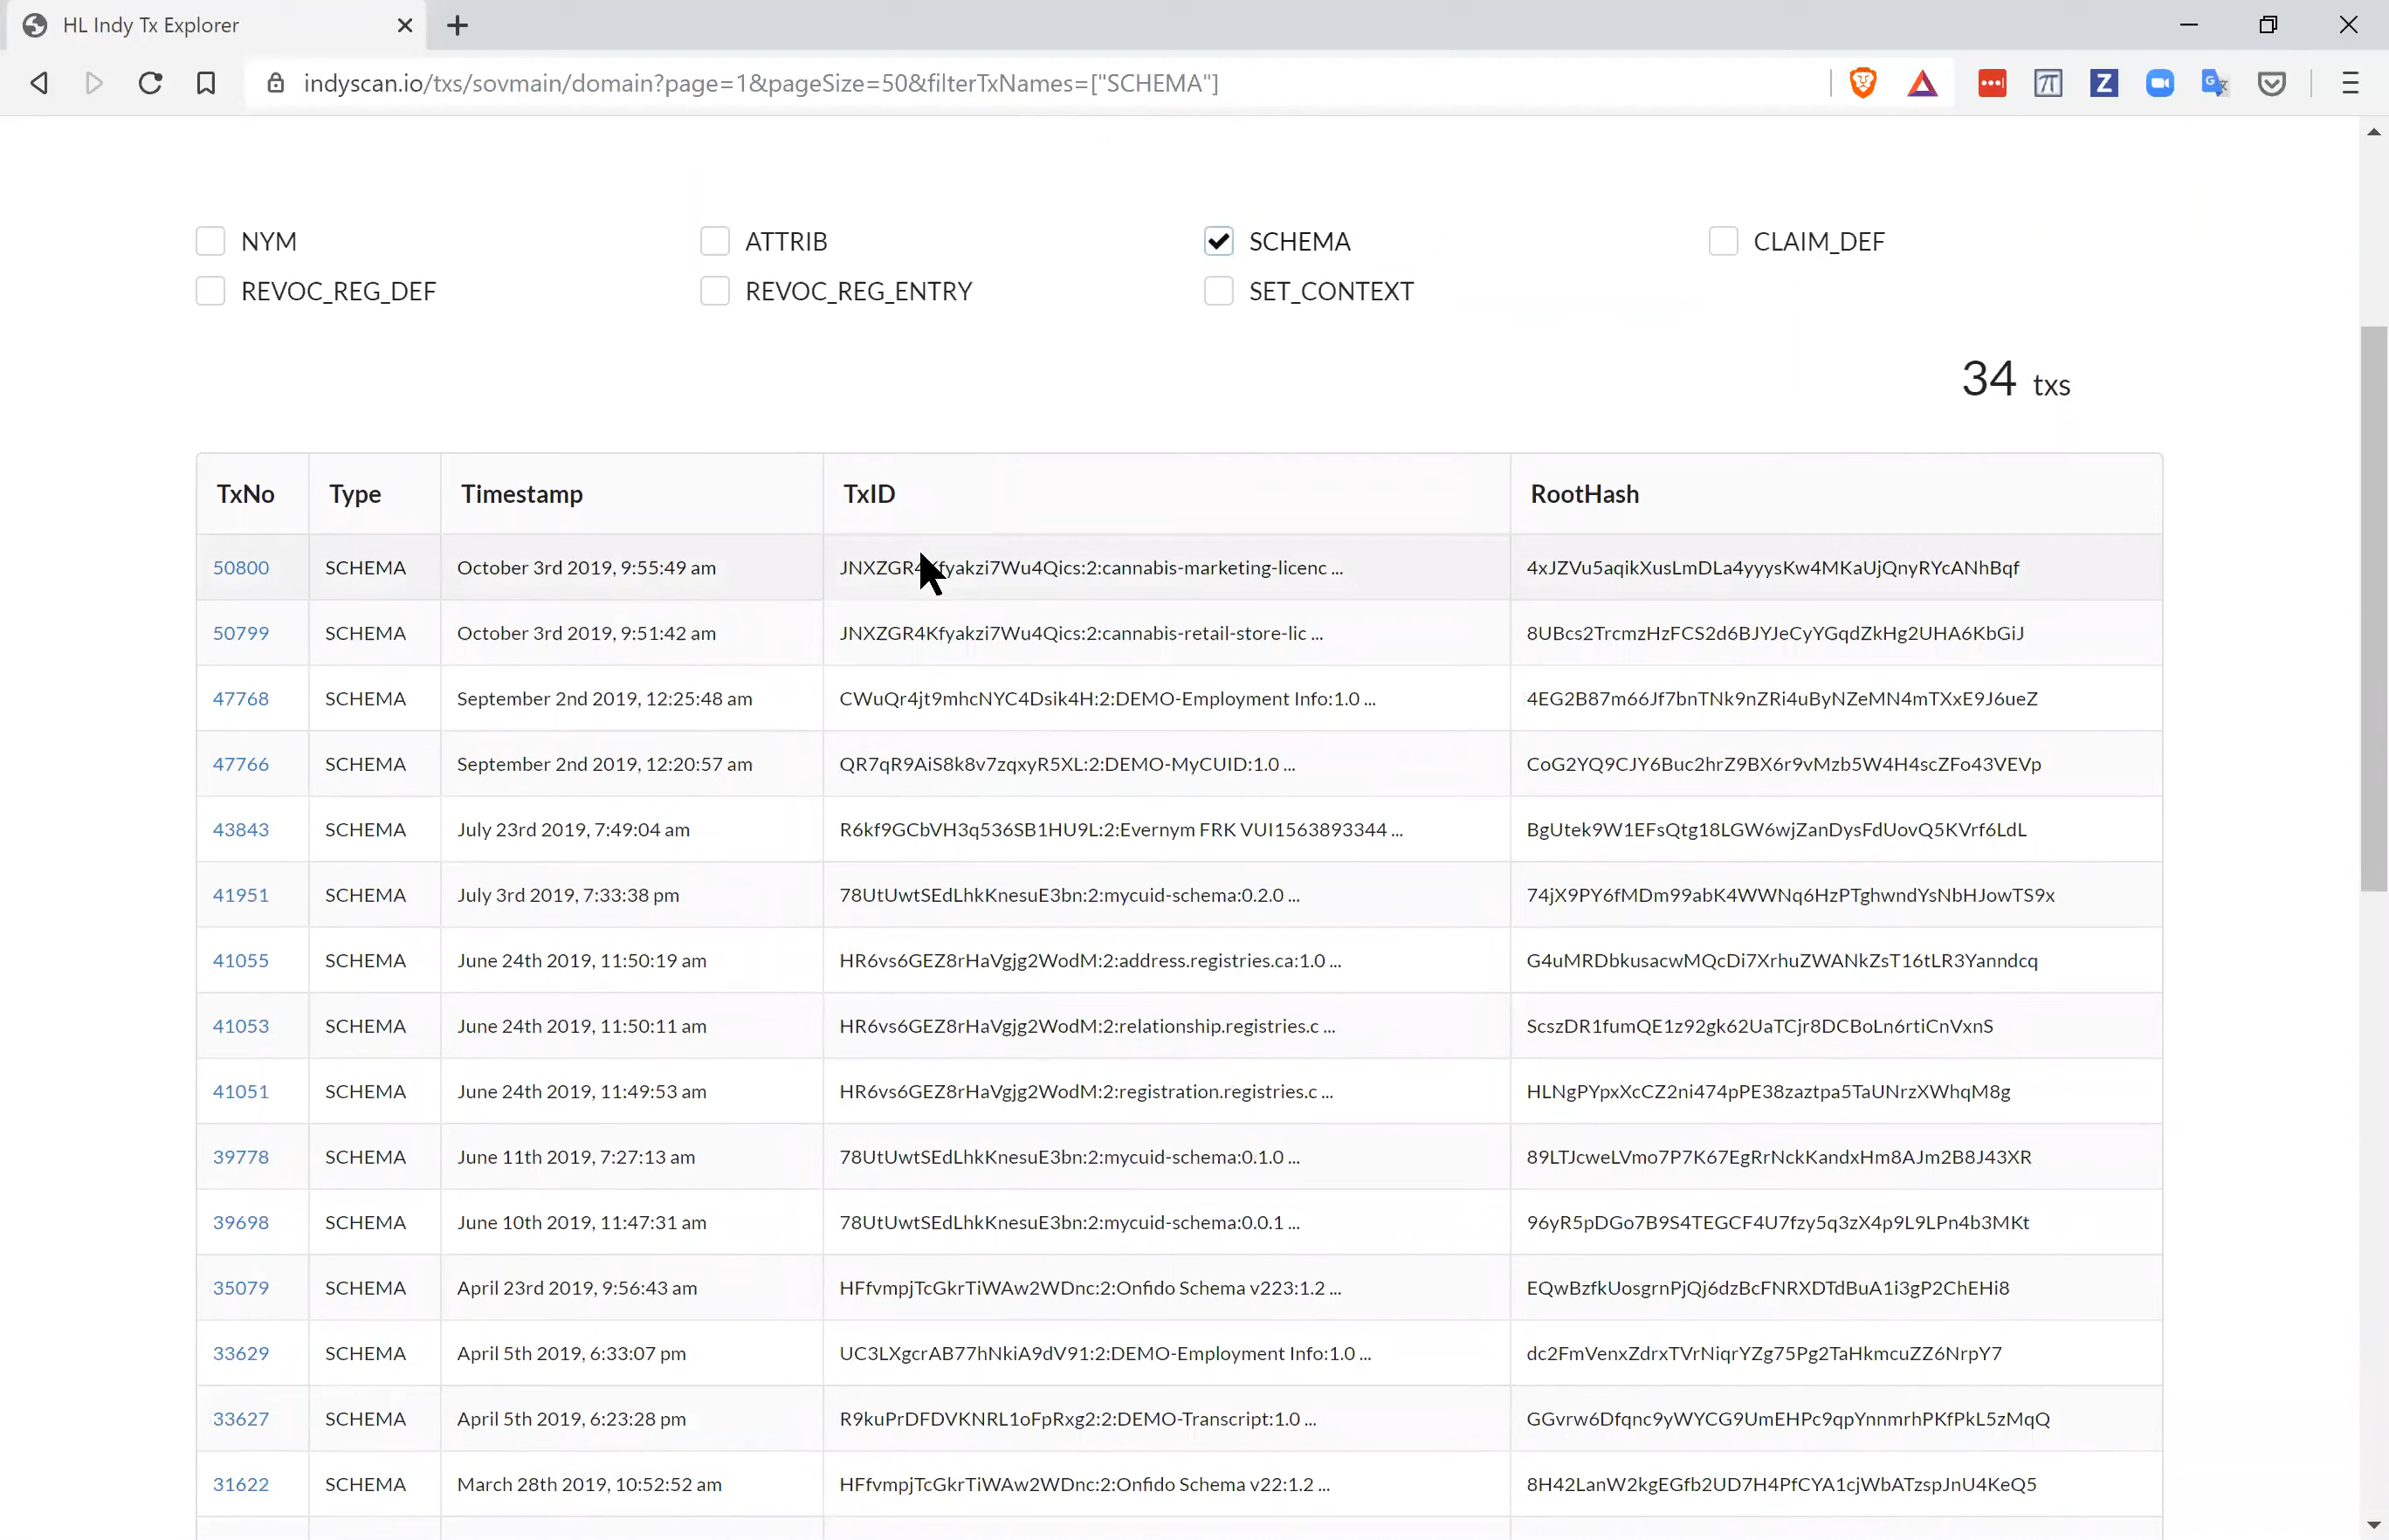 HL Indy Tx Explorer
indyscan.io/txs/sovmain/domain?page=1&pageSize=50&filterTxNames=["SCHEMA"]
NYM ATTRIB SCHEMA CLAIM_DEF
REVOC_REG_DEF REVOC_REG_ENTRY SET_CONTEXT
34 txs
TxNo Type Timestamp TxID RootHash
50800 SCHEMA October 3rd 2019, 9:55:49 am JNXZGR4Kfyakzi7Wu4Qics:2:cannabis-marketing-licenc ... 4xJZVu5aqikXusLmDLa4yyysKw4MKaUjQnyRYcANhBqf
50799 SCHEMA October 3rd 2019, 9:51:42 am JNXZGR4Kfyakzi7Wu4Qics:2:cannabis-retail-store-lic ... 8UBcs2TrcmzHzFCS2d6BJYJeCyYGqdZkHg2UHA6KbGiJ
47768 SCHEMA September 2nd 2019, 12:25:48 am CWuQr4jt9mhcNYC4Dsik4H:2:DEMO-Employment Info:1.0 ... 4EG2B87m66Jf7bnTNk9nZRi4uByNZeMN4mTXxE9J6ueZ
47766 SCHEMA September 2nd 2019, 12:20:57 am QR7qR9AiS8k8v7zqxyR5XL:2:DEMO-MyCUID:1.0 ... CoG2YQ9CJY6Buc2hrZ9BX6r9vMzb5W4H4scZFo43VEVp
43843 SCHEMA July 23rd 2019, 7:49:04 am R6kf9GCbVH3q536SB1HU9L:2:Evernym FRK VUI1563893344 ... BgUtek9W1EFsQtg18LGW6wjZanDysFdUovQ5KVrf6LdL
41951 SCHEMA July 3rd 2019, 7:33:38 pm 78UtUwtSEdLhkKnesuE3bn:2:mycuid-schema:0.2.0 ... 74jX9PY6fMDm99abK4WWNq6HzPTghwndYsNbHJowTS9x
41055 SCHEMA June 24th 2019, 11:50:19 am HR6vs6GEZ8rHaVgjg2WodM:2:address.registries.ca:1.0 ... G4uMRDbkusacwMQcDi7XrhuZWANkZsT16tLR3Yanndcq
41053 SCHEMA June 24th 2019, 11:50:11 am HR6vs6GEZ8rHaVgjg2WodM:2:relationship.registries.c ... ScszDR1fumQE1z92gk62UaTCjr8DCBoLn6rtiCnVxnS
41051 SCHEMA June 24th 2019, 11:49:53 am HR6vs6GEZ8rHaVgjg2WodM:2:registration.registries.c ... HLNgPYpxXcCZ2ni474pPE38zaztpa5TaUNrzXWhqM8g
39778 SCHEMA June 11th 2019, 7:27:13 am 78UtUwtSEdLhkKnesuE3bn:2:mycuid-schema:0.1.0 ... 89LTJcweLVmo7P7K67EgRrNckKandxHm8AJm2B8J43XR
39698 SCHEMA June 10th 2019, 11:47:31 am 78UtUwtSEdLhkKnesuE3bn:2:mycuid-schema:0.0.1 ... 96yR5pDGo7B9S4TEGCF4U7fzy5q3zX4p9L9LPn4b3MKt
35079 SCHEMA April 23rd 2019, 9:56:43 am HFfvmpjTcGkrTiWAw2WDnc:2:Onfido Schema v223:1.2 ... EQwBzfkUosgrnPjQj6dzBcFNRXDTdBuA1i3gP2ChEHi8
33629 SCHEMA April 5th 2019, 6:33:07 pm UC3LXgcrAB77hNkiA9dV91:2:DEMO-Employment Info:1.0 ... dc2FmVenxZdrxTVrNiqrYZg75Pg2TaHkmcuZZ6NrpY7
33627 SCHEMA April 5th 2019, 6:23:28 pm R9kuPrDFDVKNRL1oFpRxg2:2:DEMO-Transcript:1.0 ... GGvrw6Dfqnc9yWYCG9UmEHPc9qpYnnmrhPKfPkL5zMqQ
31622 SCHEMA March 28th 2019, 10:52:52 am HFfvmpjTcGkrTiWAw2WDnc:2:Onfido Schema v22:1.2 ... 8H42LanW2kgEGfb2UD7H4PfCYA1cjWbATzspJnU4KeQ5